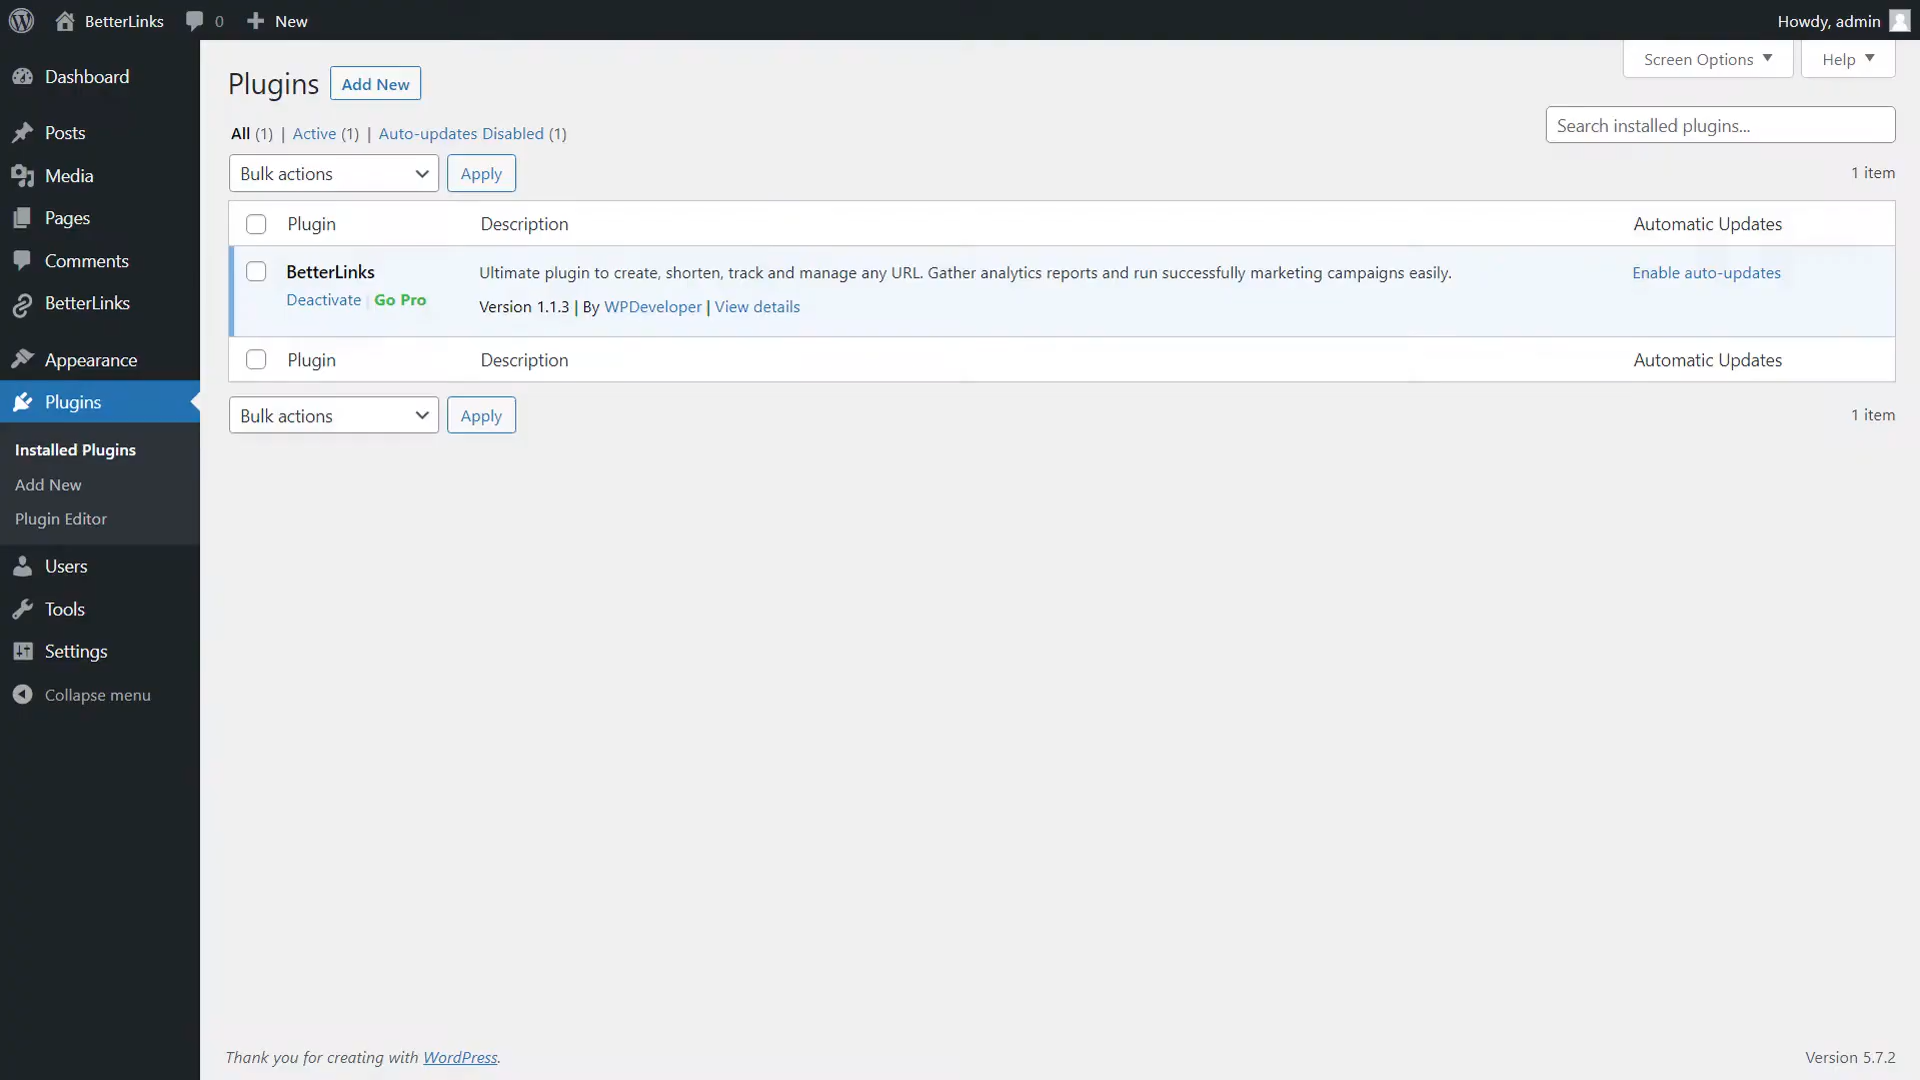 BetterLinks 0 New Howdy, admin
Dashboard
Posts
Media
Pages
Comments
BetterLinks
Appearance
Plugins
Installed Plugins
Add New
Plugin Editor
Users
Tools
Settings
Collapse menu
Screen Options Help
Plugins Add New
All (1) | Active (1) | Auto-updates Disabled (1)
Search installed plugins...
Bulk actions Apply 1 item
Plugin Description Automatic Updates
BetterLinks Ultimate plugin to create, shorten, track and manage any URL. Gather analytics reports and run successfully marketing campaigns easily. Enable auto-updates
Deactivate | Go Pro
Version 1.1.3 | By WPDeveloper | View details
Plugin Description Automatic Updates
Bulk actions Apply 1 item
Thank you for creating with WordPress. Version 5.7.2